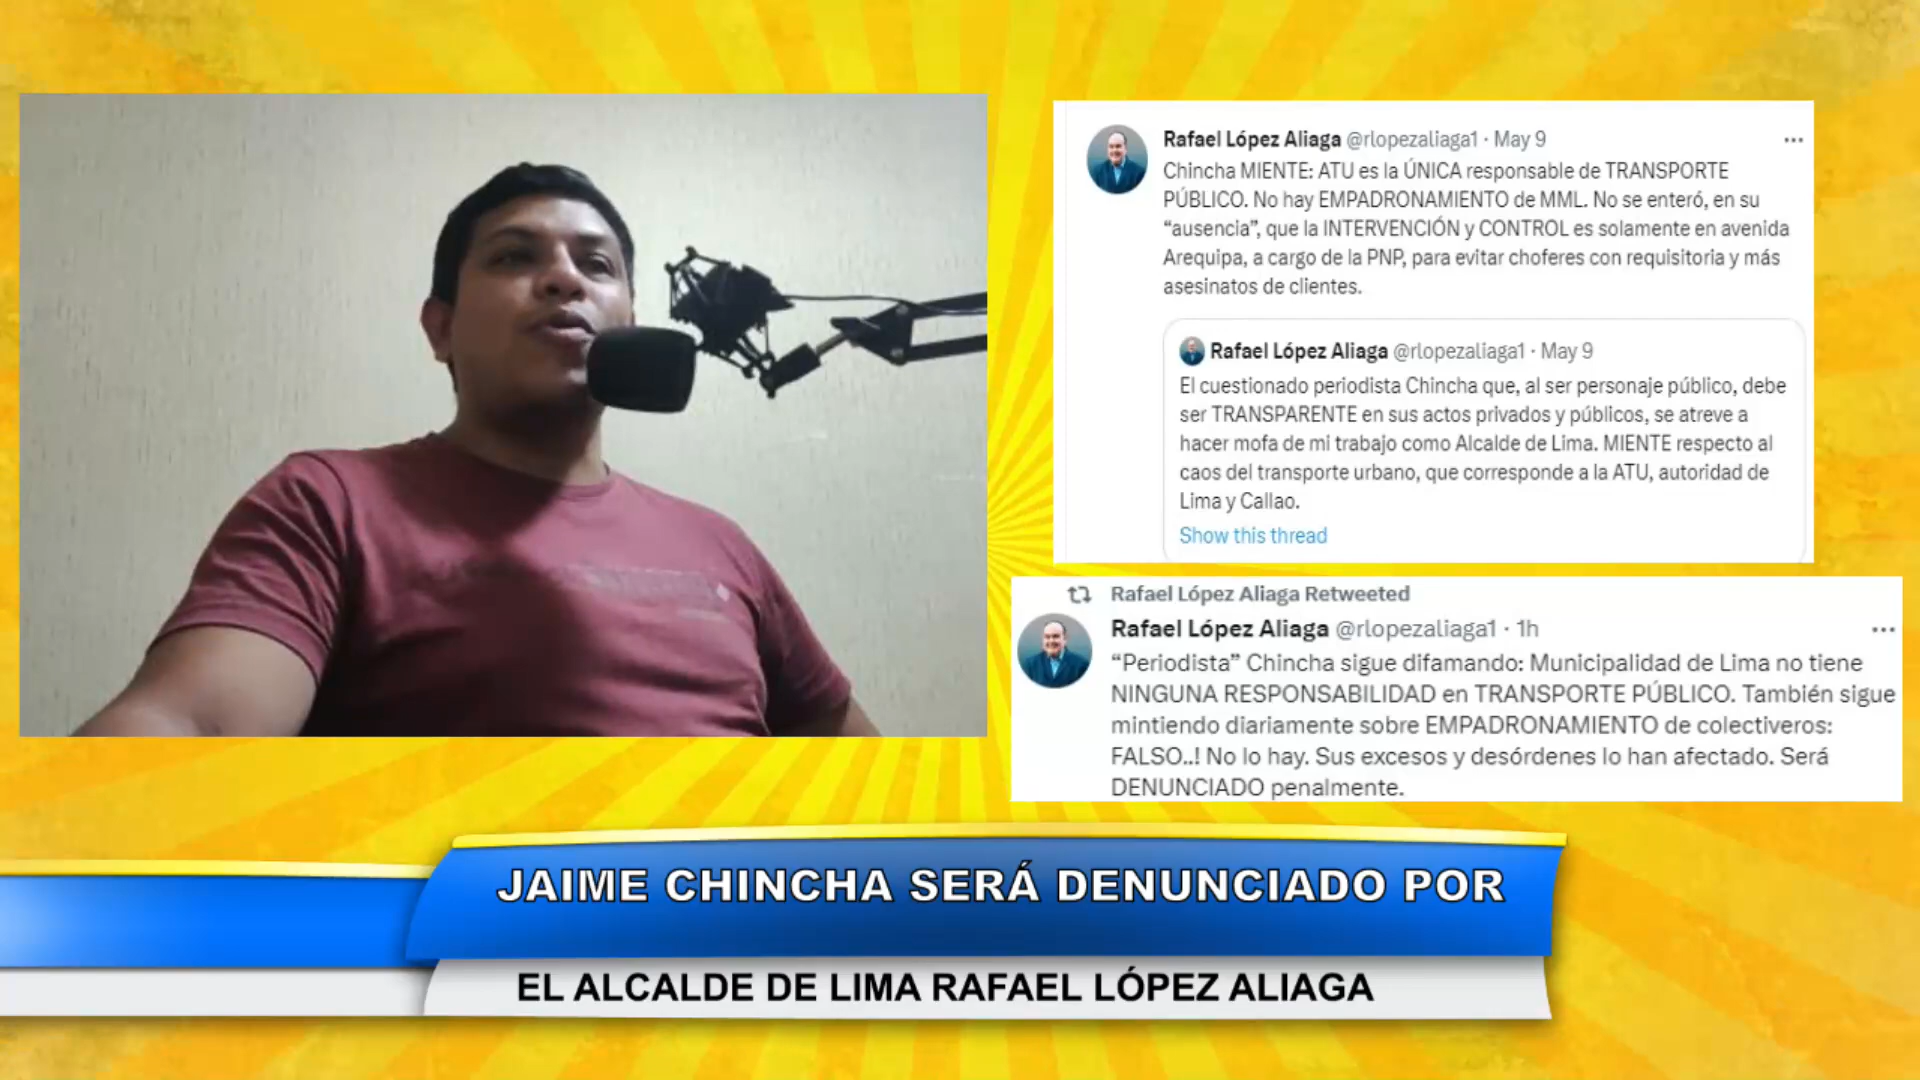 Rafael López Aliaga @rlopezaliaga1 · May 9
Chincha MIENTE: ATU es la ÚNICA responsable de TRANSPORTE
PÚBLICO. No hay EMPADRONAMIENTO de MML. No se enteró, en su
“ausencia”, que la INTERVENCIÓN y CONTROL es solamente en avenida
Arequipa, a cargo de la PNP, para evitar choferes con requisitoria y más
asesinatos de clientes.
Rafael López Aliaga @rlopezaliaga1 · May 9
El cuestionado periodista Chincha que, al ser personaje público, debe
ser TRANSPARENTE en sus actos privados y públicos, se atreve a
hacer mofa de mi trabajo como Alcalde de Lima. MIENTE respecto al
caos del transporte urbano, que corresponde a la ATU, autoridad de
Lima y Callao.
Show this thread
Rafael López Aliaga Retweeted
Rafael López Aliaga @rlopezaliaga1 · 1h
“Periodista” Chincha sigue difamando: Municipalidad de Lima no tiene
NINGUNA RESPONSABILIDAD en TRANSPORTE PÚBLICO. También sigue
mintiendo diariamente sobre EMPADRONAMIENTO de colectiveros:
FALSO..! No lo hay. Sus excesos y desórdenes lo han afectado. Será
DENUNCIADO penalmente.
JAIME CHINCHA SERÁ DENUNCIADO POR
EL ALCALDE DE LIMA RAFAEL LÓPEZ ALIAGA